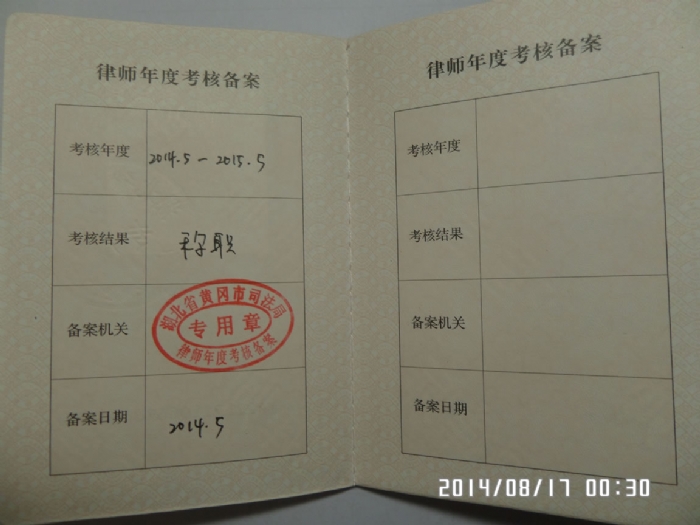 律师年度考核备案
考核年度
2014.5-2015.5
考核结果
称职
备案机关
湖北省黄冈市司法局
专用章
律师年度考核备案
备案日期
2014.5
律师年度考核备案
考核年度
考核结果
备案机关
备案日期
2014/08/17 00:30